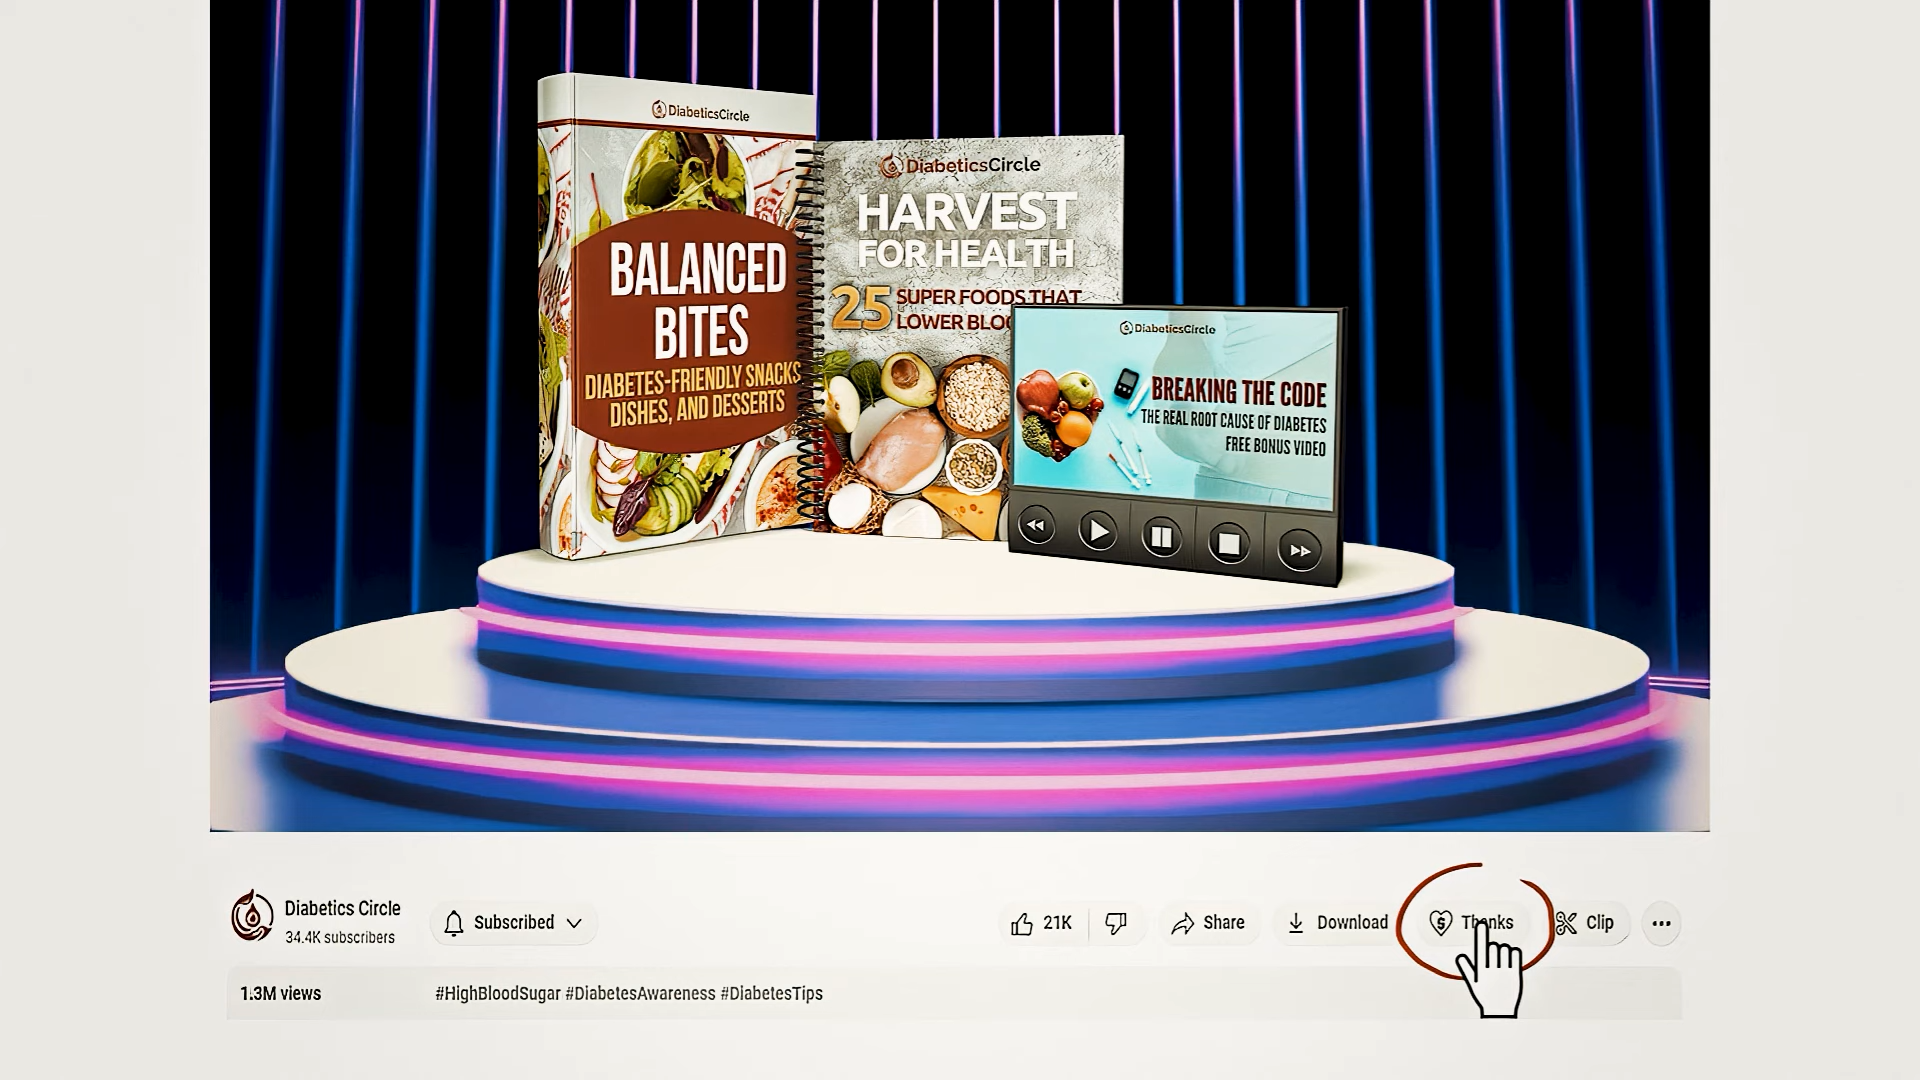 DiabeticsCircle
BALANCED
BITES
DIABETES-FRIENDLY SNACKS
DISHES, AND DESSERTS
DiabeticsCircle
HARVEST
FOR HEALTH
25 SUPER FOODS THAT
LOWER
DiabeticsCircle
BREAKING THE CODE
THE REAL ROOT CAUSE OF DIABETES
FREE BONUS VIDEO
Diabetics Circle
34.4K subscribers
Subscribed
21K
Share
Download
Thanks
Clip
1.3M views
#HighBloodSugar #DiabetesAwareness #DiabetesTips